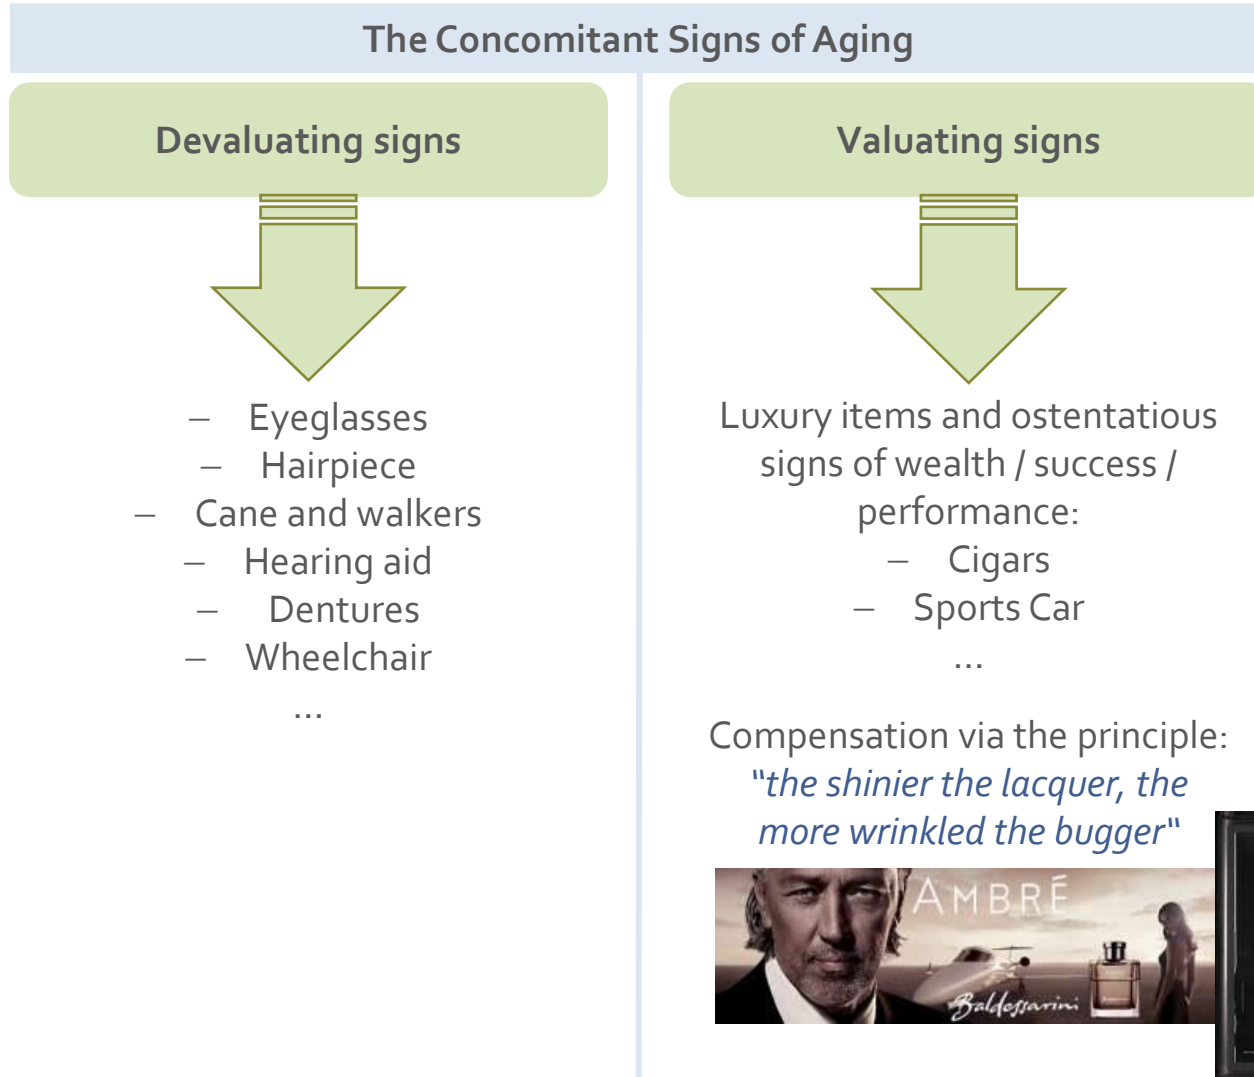 The Concomitant Signs of Aging
Devaluating signs
– Eyeglasses
– Hairpiece
– Cane and walkers
– Hearing aid
– Dentures
– Wheelchair
...
Valuating signs
Luxury items and ostentatious
signs of wealth / success /
performance:
– Cigars
– Sports Car
...
Compensation via the principle:
"the shinier the lacquer, the
more wrinkled the bugger"
AMBRÉ
Baldessarini